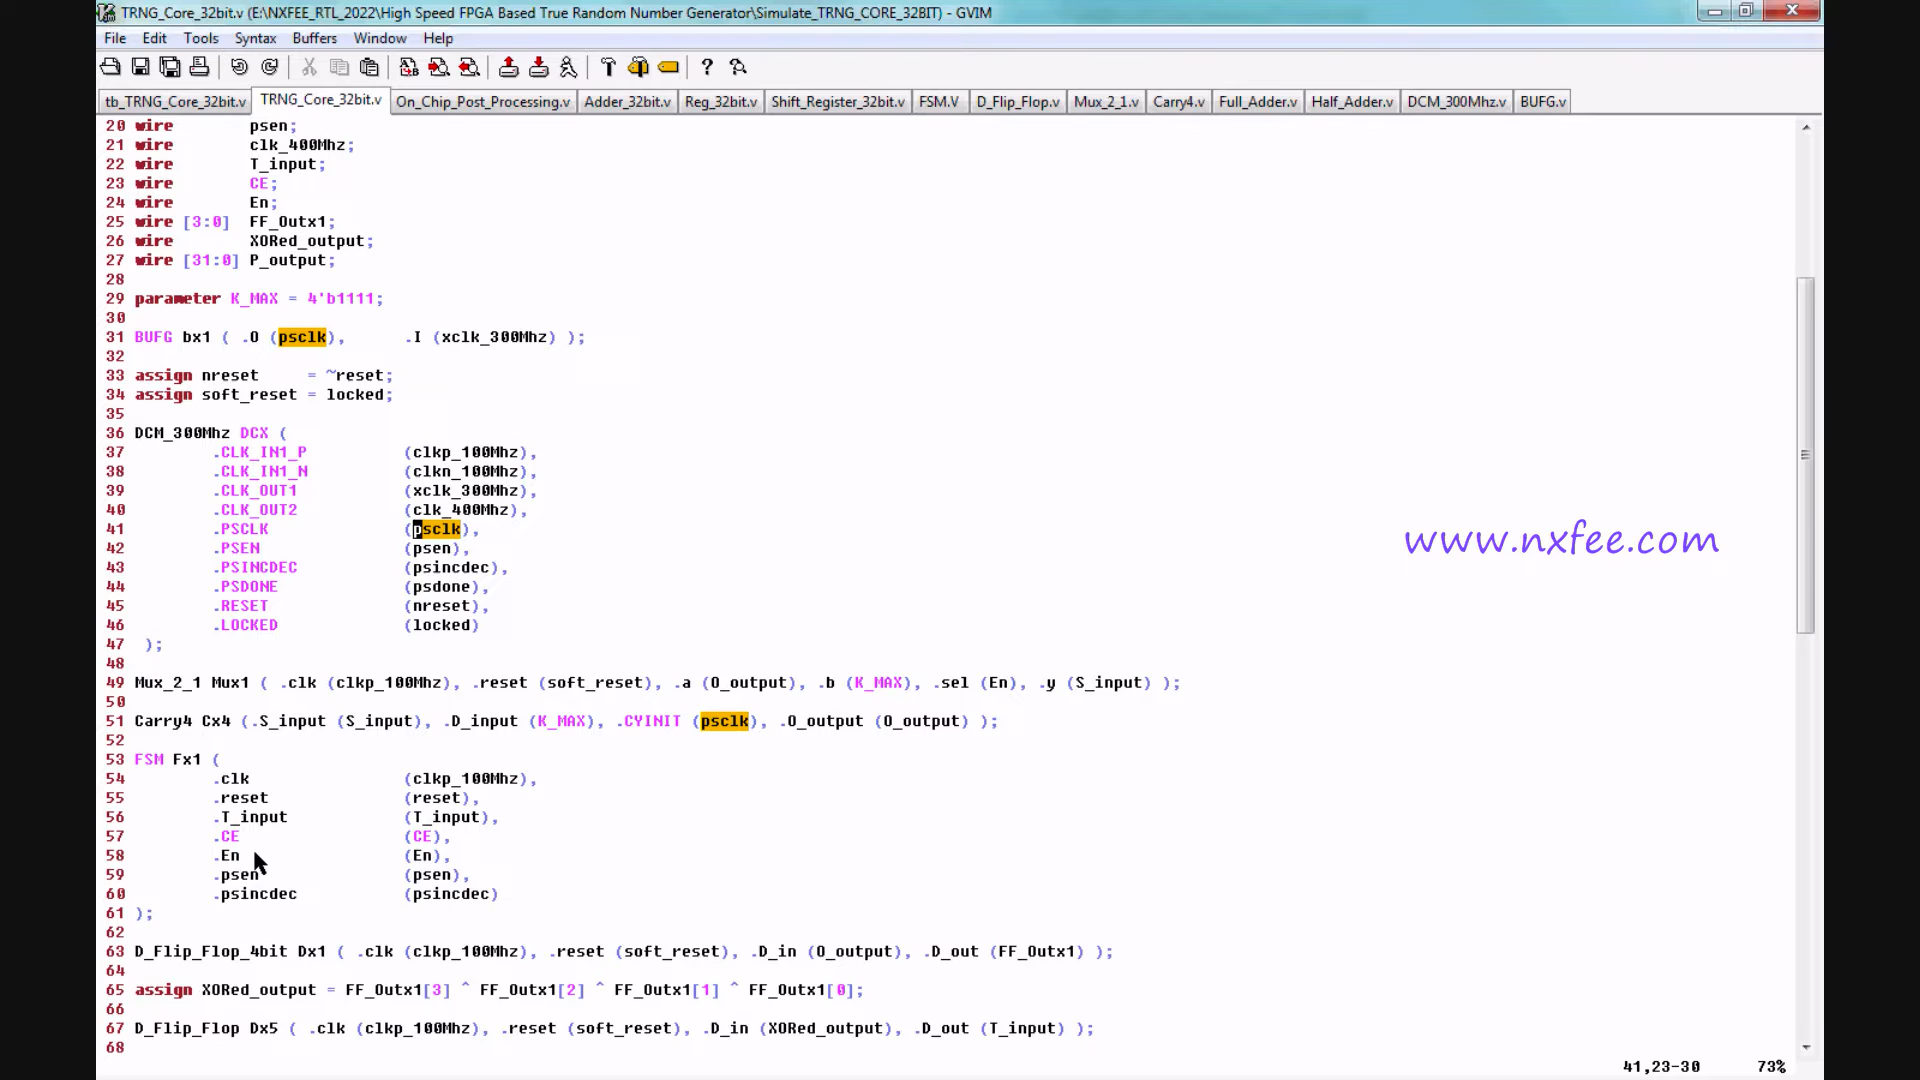 TRNG_Core_32bit.v (E:\NXFEE_RTL_2022\High Speed FPGA Based True Random Number Generator\Simulate_TRNG_CORE_32BIT) - GVIM
File Edit Tools Syntax Buffers Window Help
tb_TRNG_Core_32bit.v TRNG_Core_32bit.v On_Chip_Post_Processing.v Adder_32bit.v Reg_32bit.v Shift_Register_32bit.v FSM.V D_Flip_Flop.v Mux_2_1.v Carry4.v Full_Adder.v Half_Adder.v DCM_300Mhz.v BUFG.v
20 wire psen;
21 wire clk_400Mhz;
22 wire T_input;
23 wire CE;
24 wire En;
25 wire [3:0] FF_Outx1;
26 wire XORed_output;
27 wire [31:0] P_output;
28
29 parameter K_MAX = 4'b1111;
30
31 BUFG bx1 ( .O (psclk), .I (xclk_300Mhz) );
32
33 assign nreset = ~reset;
34 assign soft_reset = locked;
35
36 DCM_300Mhz DCX (
37 .CLK_IN1_P (clkp_100Mhz),
38 .CLK_IN1_N (clkn_100Mhz),
39 .CLK_OUT1 (xclk_300Mhz),
40 .CLK_OUT2 (clk_400Mhz),
41 .PSCLK (psclk),
42 .PSEN (psen),
43 .PSINCDEC (psincdec),
44 .PSDONE (psdone),
45 .RESET (nreset),
46 .LOCKED (locked)
47 );
48
49 Mux_2_1 Mux1 ( .clk (clkp_100Mhz), .reset (soft_reset), .a (O_output), .b (K_MAX), .sel (En), .y (S_input) );
50
51 Carry4 Cx4 (.S_input (S_input), .D_input (K_MAX), .CYINIT (psclk), .O_output (O_output) );
52
53 FSM Fx1 (
54 .clk (clkp_100Mhz),
55 .reset (reset),
56 .T_input (T_input),
57 .CE (CE),
58 .En (En),
59 .psen (psen),
60 .psincdec (psincdec)
61 );
62
63 D_Flip_Flop_4bit Dx1 ( .clk (clkp_100Mhz), .reset (soft_reset), .D_in (O_output), .D_out (FF_Outx1) );
64
65 assign XORed_output = FF_Outx1[3] ^ FF_Outx1[2] ^ FF_Outx1[1] ^ FF_Outx1[0];
66
67 D_Flip_Flop Dx5 ( .clk (clkp_100Mhz), .reset (soft_reset), .D_in (XORed_output), .D_out (T_input) );
68
www.nxfee.com
41,23-30 73%